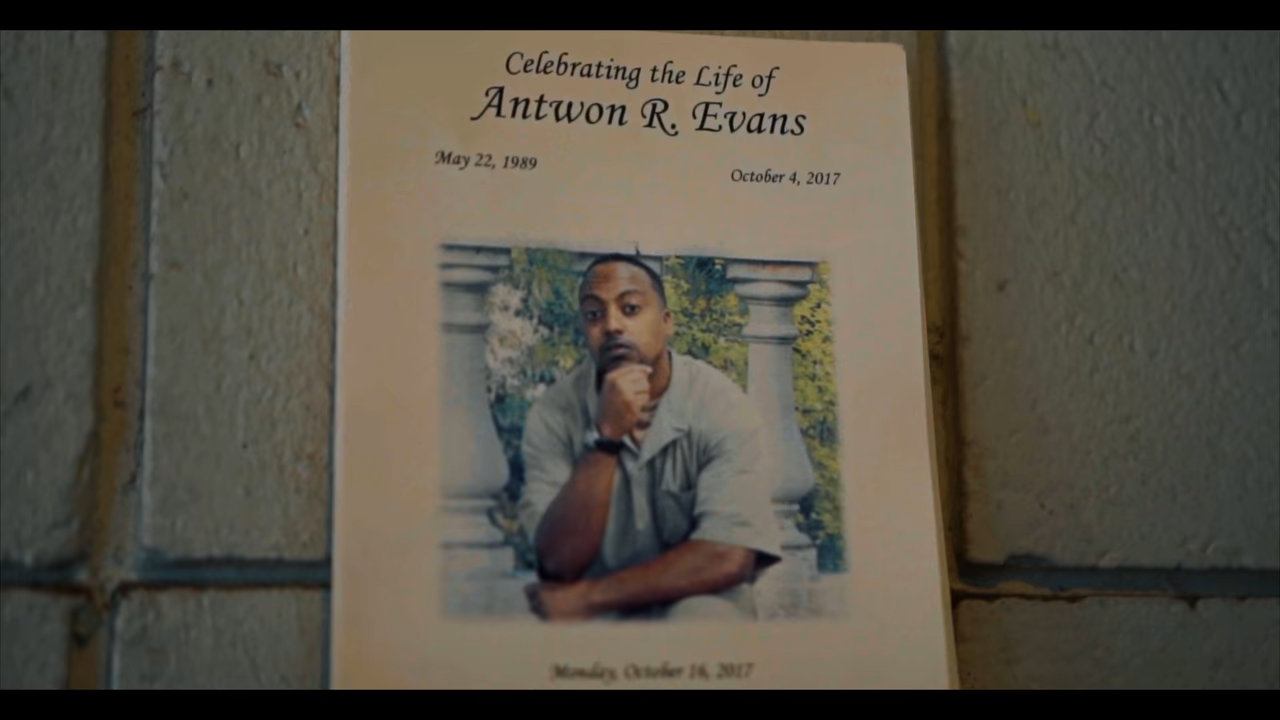 Celebrating the Life of
Antwon R. Evans
May 22, 1989
October 4, 2017
Monday, October 16, 2017